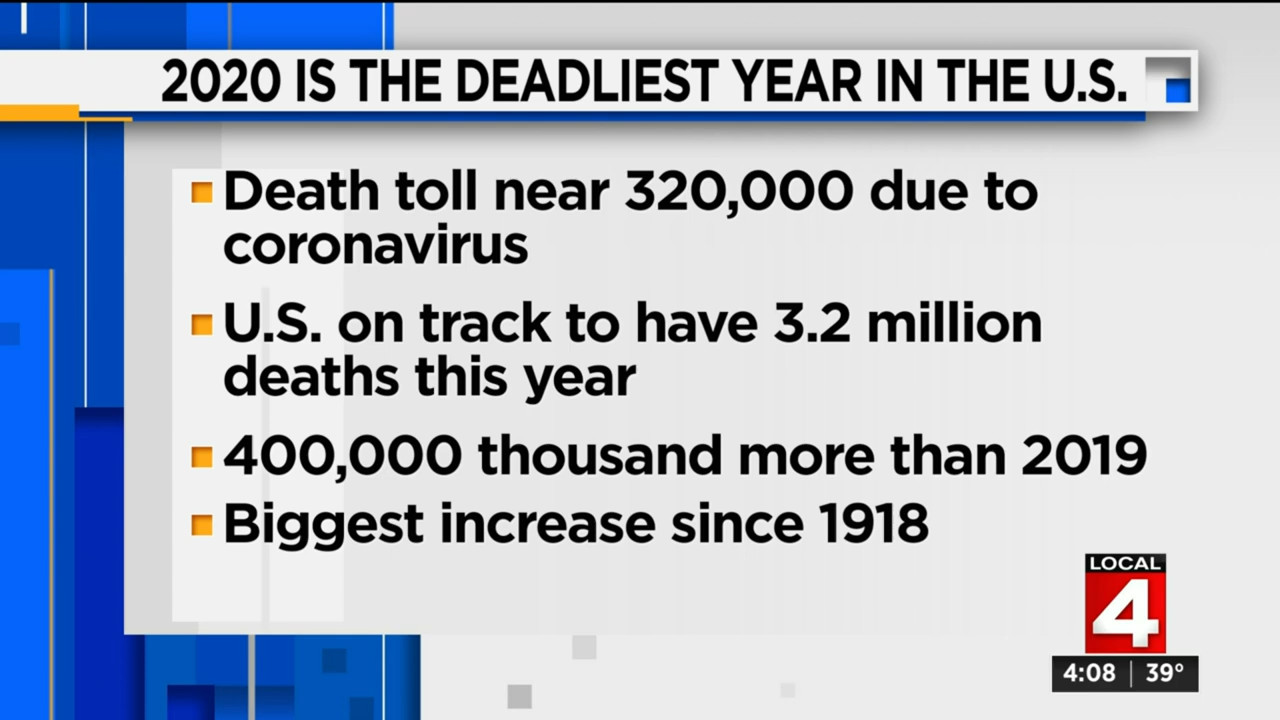 2020 IS THE DEADLIEST YEAR IN THE U.S.
Death toll near 320,000 due to
coronavirus
U.S. on track to have 3.2 million
deaths this year
400,000 thousand more than 2019
Biggest increase since 1918
LOCAL
4
4:08 39°